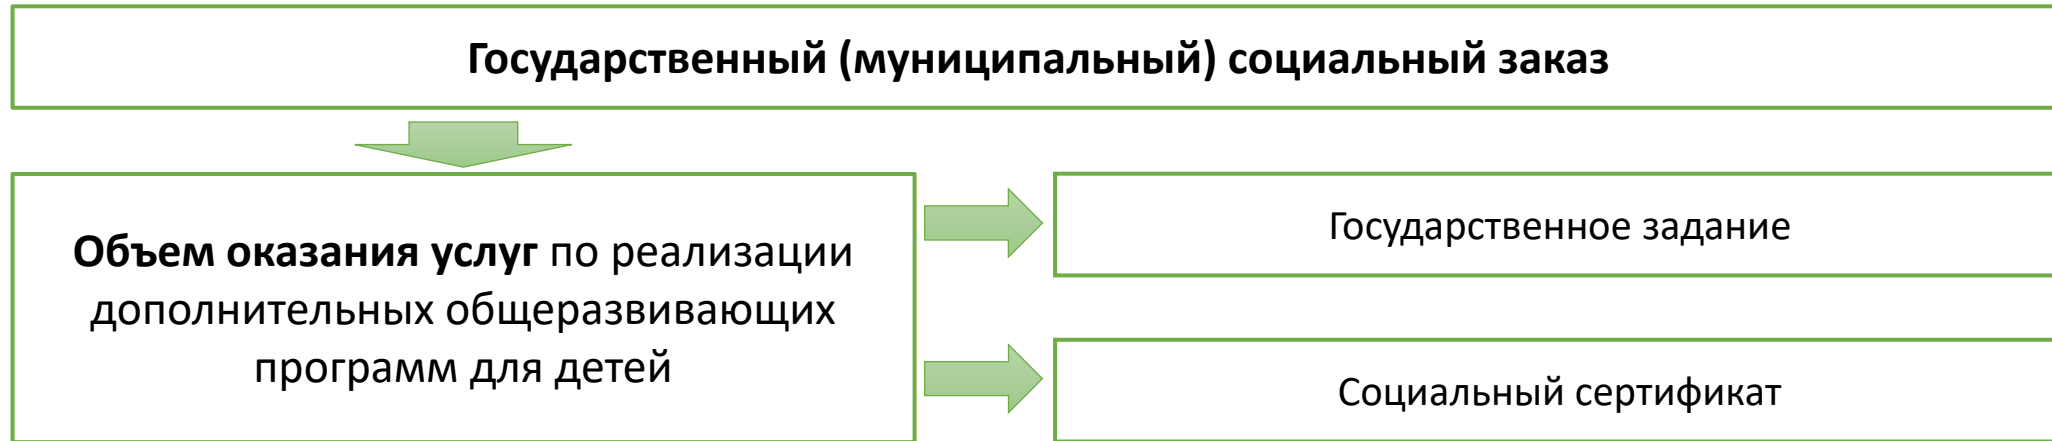 Государственный (муниципальный) социальный заказ
Объем оказания услуг по реализации
дополнительных общеразвивающих
программ для детей
Государственное задание
Социальный сертификат